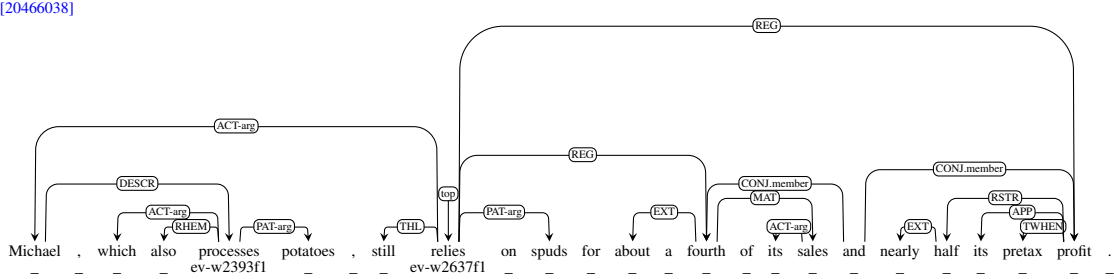 [20466038]
REG
ACT-arg
REG
DESCR
CONJ.member
CONJ.member
top
MAT
RSTR
ACT-arg
PAT-arg
EXT
APP
RHEM
PAT-arg
THL
ACT-arg
EXT
TWHEN
Michael , which also processes potatoes , still relies on spuds for about a fourth of its sales and nearly half its pretax profit .
_ _ _ _ ev-w2393f1 _ _ _ ev-w2637f1 _ _ _ _ _ _ _ _ _ _ _ _ _ _ _ _